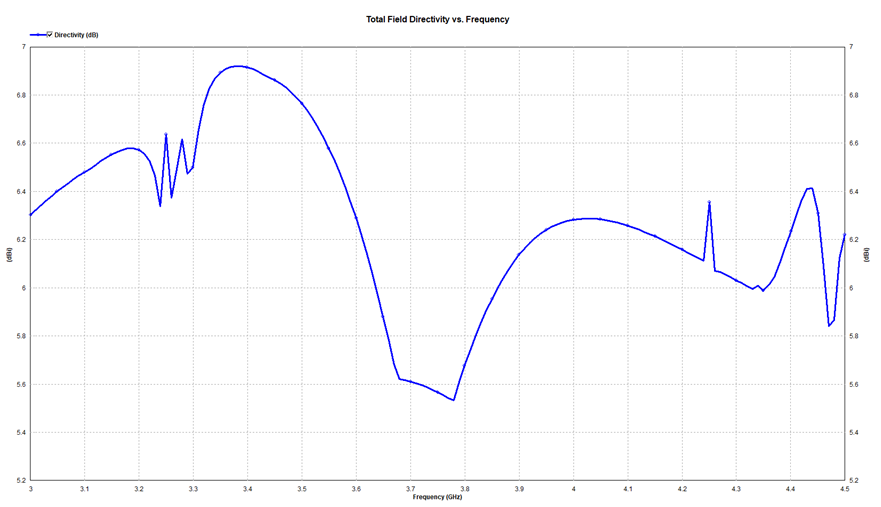 Total Field Directivity vs. Frequency
Directivity (dB)
7 7
6.8 6.8
6.6 6.6
6.4 6.4
6.2 6.2
(dBi) (dBi)
6 6
5.8 5.8
5.6 5.6
5.4 5.4
5.2 5.2
3 3.1 3.2 3.3 3.4 3.5 3.6 3.7 3.8 3.9 4 4.1 4.2 4.3 4.4 4.5
Frequency (GHz)